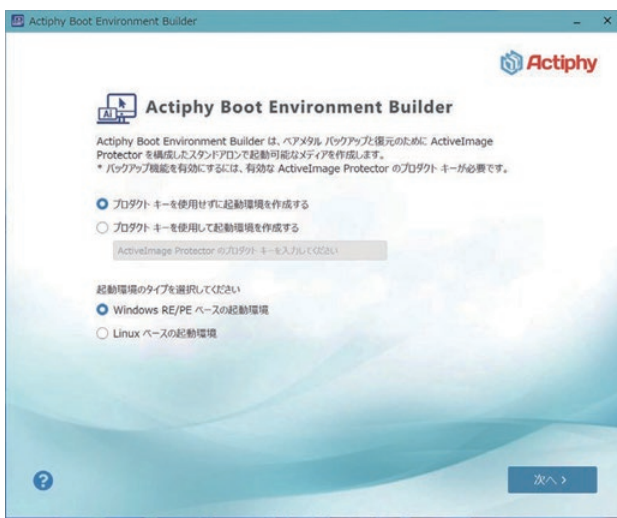 Actiphy Boot Environment Builder
Actiphy
Actiphy Boot Environment Builder
Actiphy Boot Environment Builder は、ベアメタル バックアップと復元のために ActiveImage
Protector を構成したスタンドアロンで起動可能なメディアを作成します。
* バックアップ機能を有効にするには、有効な ActiveImage Protector のプロダクト キーが必要です。
プロダクト キーを使用せずに起動環境を作成する
プロダクト キーを使用して起動環境を作成する
ActiveImage Protector のプロダクト キーを入力してください
起動環境のタイプを選択してください
Windows RE/PE ベースの起動環境
Linux ベースの起動環境
?
次へ >